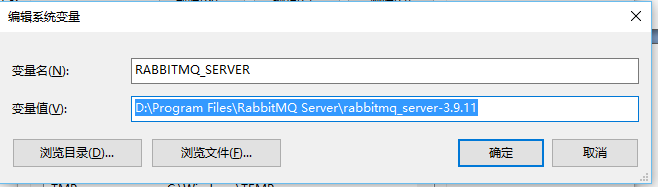 编辑系统变量
变量名(N):
RABBITMQ_SERVER
变量值(V):
D:\Program Files\RabbitMQ Server\rabbitmq_server-3.9.11
浏览目录(D)...
浏览文件(F)...
确定
取消